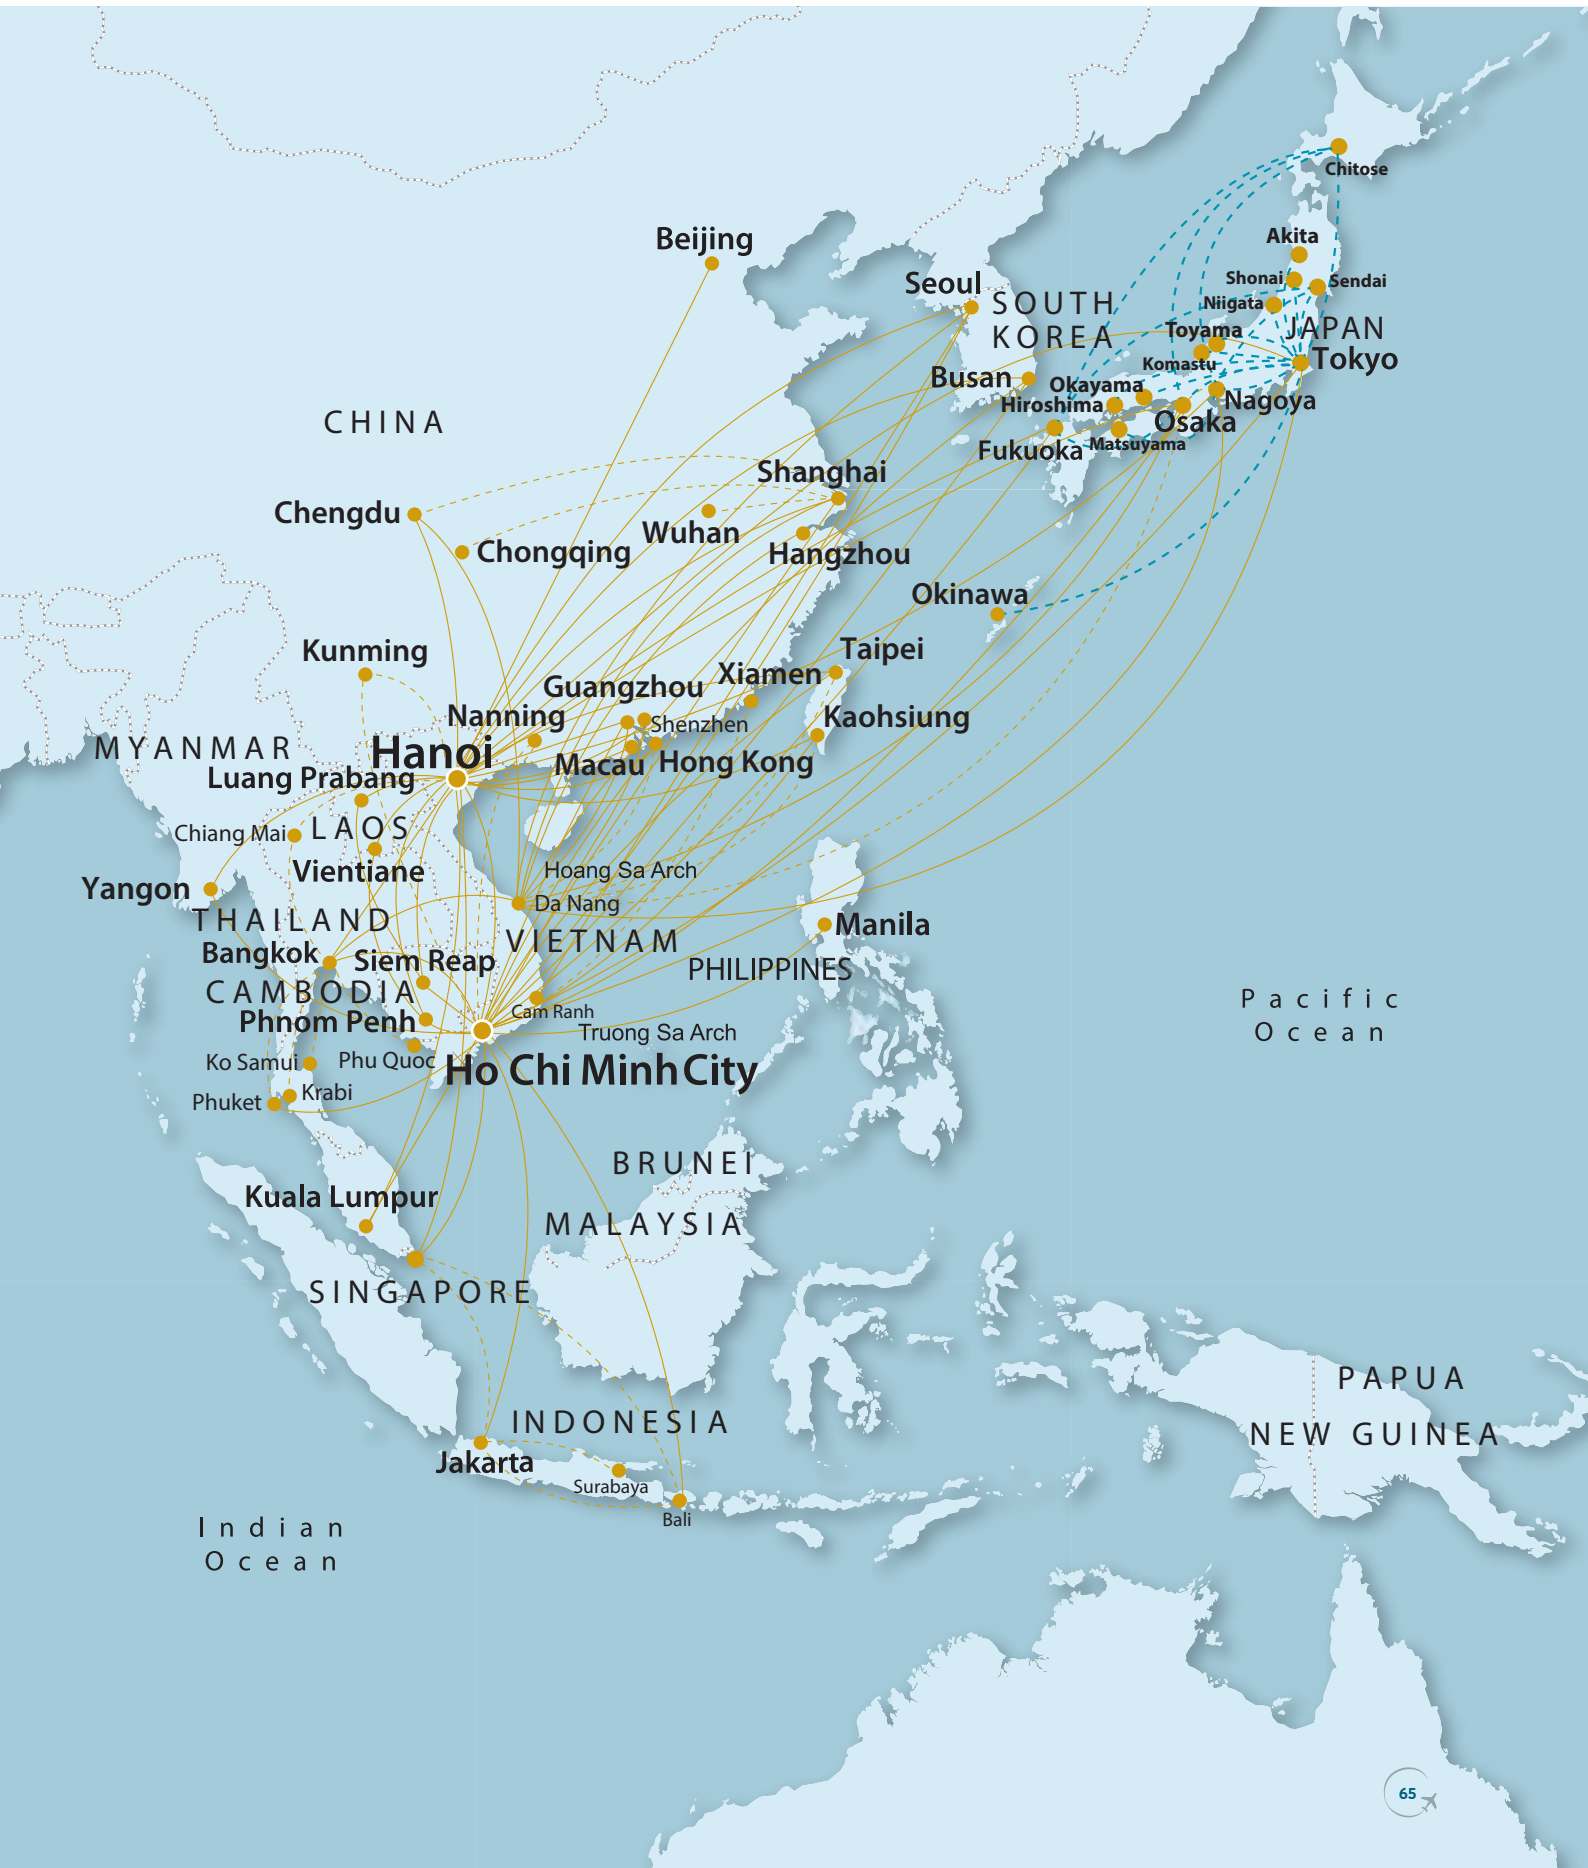 Chitose
Akita
Beijing
Shonai
Sendai
Seoul
SOUTH
KOREA
Niigata
JAPAN
Toyama
Tokyo
Komastu
Busan
Okayama
Hiroshima
Nagoya
Osaka
CHINA
Fukuoka
Matsuyama
Shanghai
Chengdu
Wuhan
Chongqing
Hangzhou
Okinawa
Kunming
Taipei
Xiamen
Guangzhou
Nanning
Shenzhen
Kaohsiung
MYANMAR
Hanoi
Macau
Hong Kong
Luang Prabang
Chiang Mai
LAOS
Vientiane
Hoang Sa Arch
Yangon
Da Nang
THAILAND
Manila
VIETNAM
Bangkok
Siem Reap
PHILIPPINES
CAMBODIA
Pacific
Ocean
Cam Ranh
Phnom Penh
Truong Sa Arch
Ko Samui
Phu Quoc
Ho Chi Minh City
Krabi
Phuket
BRUNEI
Kuala Lumpur
MALAYSIA
SINGAPORE
PAPUA
NEW GUINEA
INDONESIA
Jakarta
Surabaya
Bali
Indian
Ocean
65